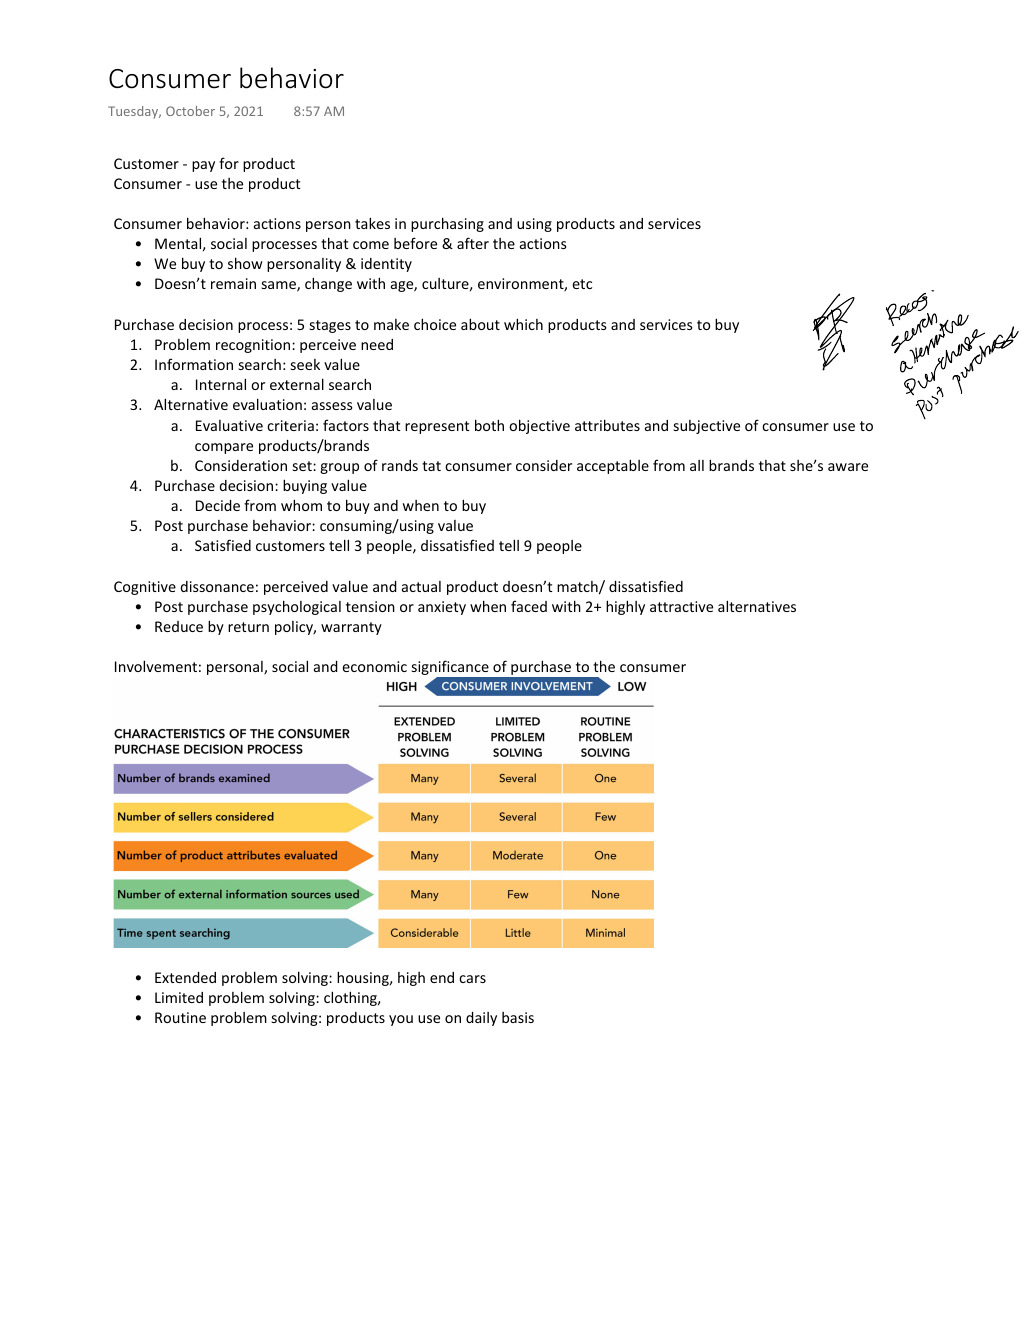 Consumer behavior
Tuesday, October 5, 2021 8:57 AM
Customer - pay for product
Consumer - use the product
Consumer behavior: actions person takes in purchasing and using products and services
• Mental, social processes that come before & after the actions
• We buy to show personality & identity
• Doesn't remain same, change with age, culture, environment, etc
Purchase decision process: 5 stages to make choice about which products and services to buy
1. Problem recognition: perceive need
2. Information search: seek value
a. Internal or external search
3. Alternative evaluation: assess value
a. Evaluative criteria: factors that represent both objective attributes and subjective of consumer use to
compare products/brands
b. Consideration set: group of rands tat consumer consider acceptable from all brands that she's aware
4. Purchase decision: buying value
a. Decide from whom to buy and when to buy
5. Post purchase behavior: consuming/using value
a. Satisfied customers tell 3 people, dissatisfied tell 9 people
Recog.
search
alternative
Purchase
Post purchase
Cognitive dissonance: perceived value and actual product doesn't match/ dissatisfied
• Post purchase psychological tension or anxiety when faced with 2+ highly attractive alternatives
• Reduce by return policy, warranty
Involvement: personal, social and economic significance of purchase to the consumer
HIGH CONSUMER INVOLVEMENT LOW
CHARACTERISTICS OF THE CONSUMER
PURCHASE DECISION PROCESS
EXTENDED PROBLEM SOLVING
LIMITED PROBLEM SOLVING
ROUTINE PROBLEM SOLVING
Number of brands examined Many Several One
Number of sellers considered Many Several Few
Number of product attributes evaluated Many Moderate One
Number of external information sources used Many Few None
Time spent searching Considerable Little Minimal
• Extended problem solving: housing, high end cars
• Limited problem solving: clothing,
• Routine problem solving: products you use on daily basis